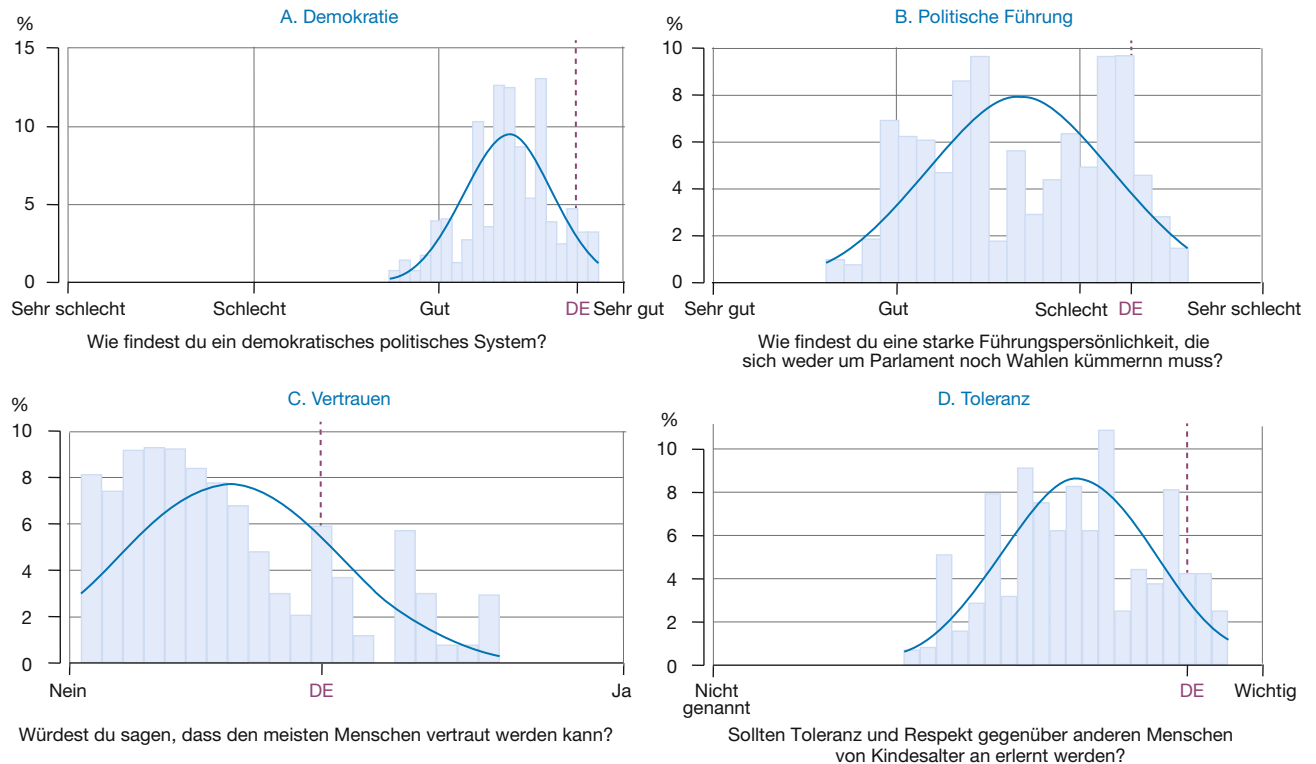 A. Demokratie
%
15
10
5
0
Sehr schlecht
Schlecht
Gut
DE
Sehr gut
Wie findest du ein demokratisches politisches System?
B. Politische Führung
%
10
8
6
4
2
0
Sehr gut
Gut
Schlecht
DE
Sehr schlecht
Wie findest du eine starke Führungspersönlichkeit, die
sich weder um Parlament noch Wahlen kümmernn muss?
C. Vertrauen
%
10
8
6
4
2
0
Nein
DE
Ja
Würdest du sagen, dass den meisten Menschen vertraut werden kann?
D. Toleranz
%
10
8
6
4
2
0
Nicht
genannt
DE
Wichtig
Sollten Toleranz und Respekt gegenüber anderen Menschen
von Kindesalter an erlernt werden?